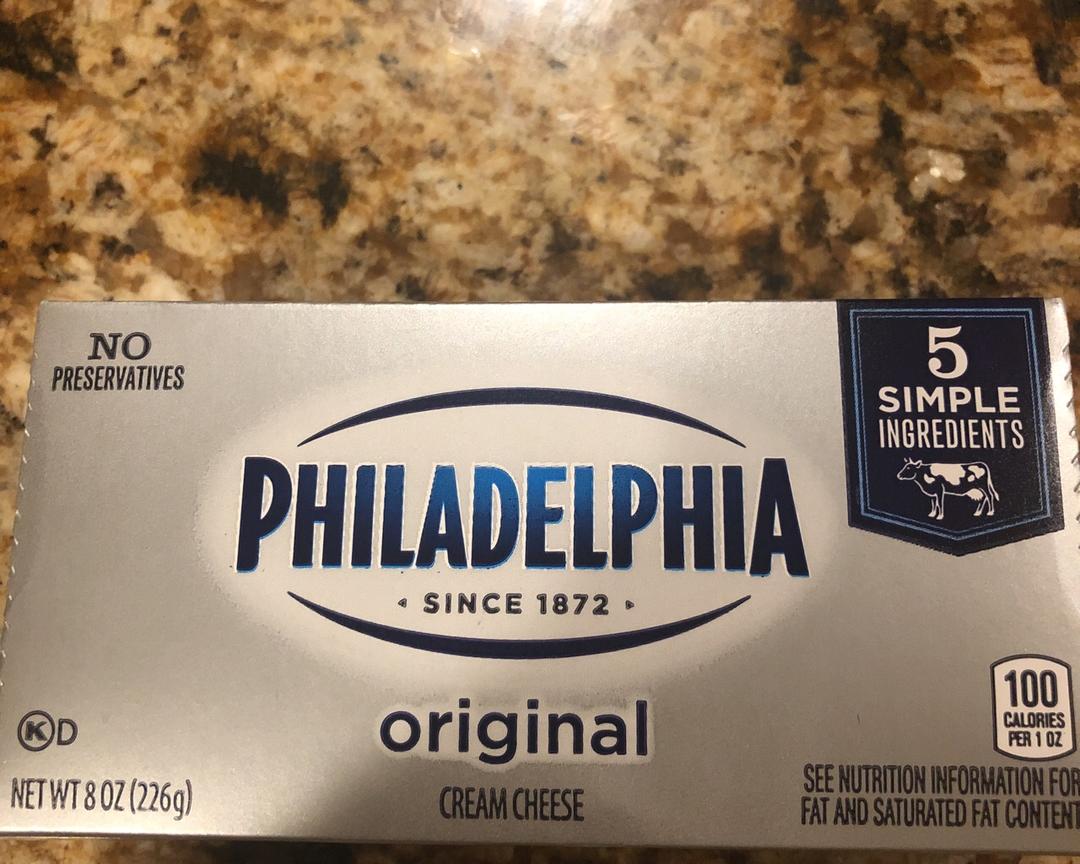 NO
PRESERVATIVES
5
SIMPLE
INGREDIENTS
PHILADELPHIA
SINCE 1872
original
CREAM CHEESE
K D
NET WT 8 OZ (226g)
100
CALORIES
PER 1 OZ
SEE NUTRITION INFORMATION FOR
FAT AND SATURATED FAT CONTENT